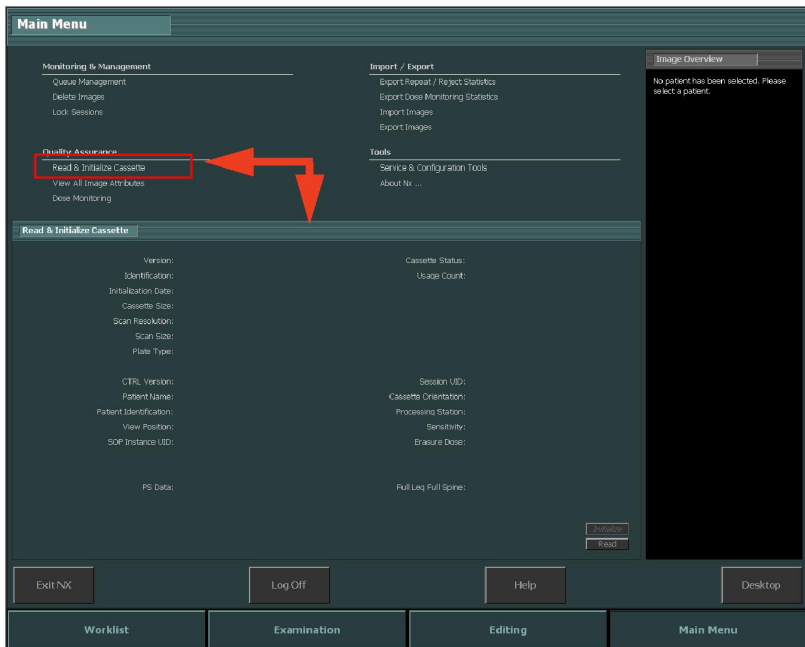 Main Menu
Monitoring & Management
Queue Management
Delete Images
Lock Sessions
Import / Export
Export Repeat / Reject Statistics
Export Dose Monitoring Statistics
Import Images
Export Images
Quality Assurance
Read & Initialize Cassette
View All Image Attributes
Dose Monitoring
Tools
Service & Configuration Tools
About Nx ...
Image Overview
No patient has been selected. Please
select a patient.
Read & Initialize Cassette
Version:
Identification:
Initialization Date:
Cassette Size:
Scan Resolution:
Scan Size:
Plate Type:
Cassette Status:
Usage Count:
CTRL Version:
Patient Name:
Patient Identification:
View Position:
SOP Instance UID:
Session UID:
Cassette Orientation:
Processing Station:
Sensitivity:
Erasure Dose:
PS Data:
Full Leg Full Spine:
Initialize
Read
Exit NX
Log Off
Help
Desktop
Worklist
Examination
Editing
Main Menu